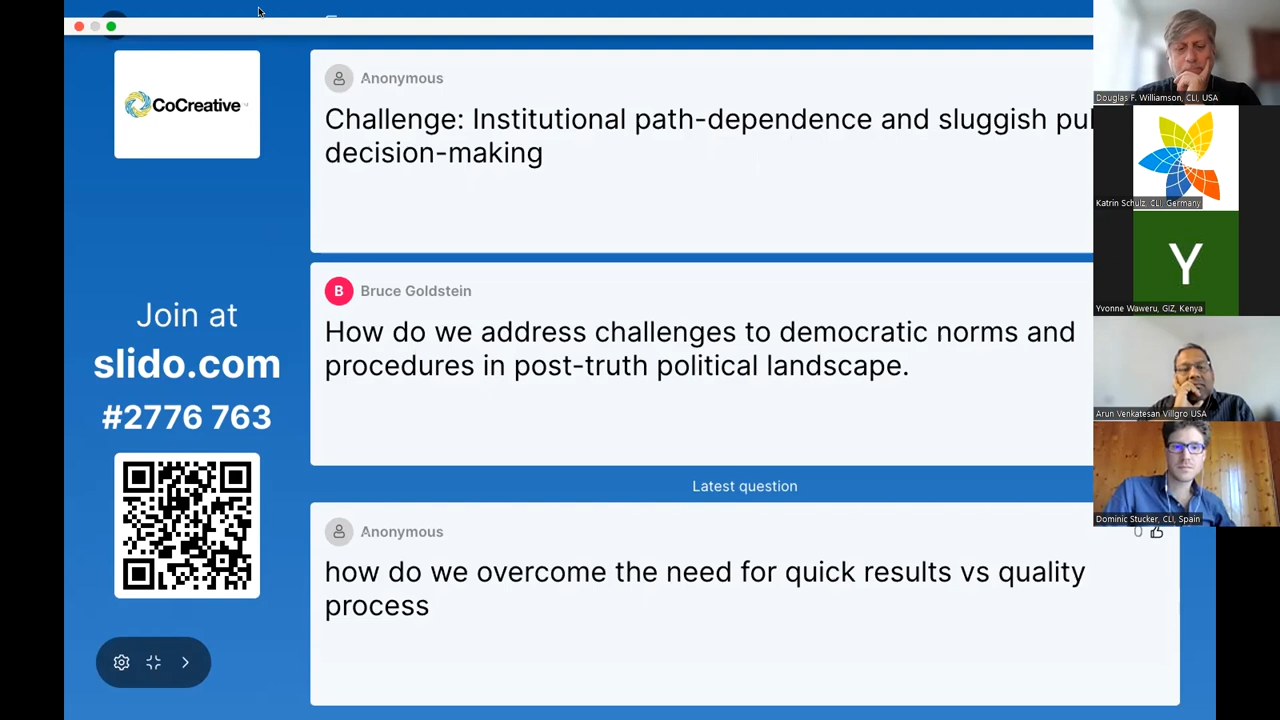 CoCreative
Join at
slido.com
#2776 763
Anonymous
Challenge: Institutional path-dependence and sluggish
decision-making
B
Bruce Goldstein
How do we address challenges to democratic norms and
procedures in post-truth political landscape.
Latest question
Anonymous
0
how do we overcome the need for quick results vs quality
process
Douglas F. Williamson, CLI, USA
Katrin Schulz, CLI, Germany
Y
Yvonne Waweru, GIZ, Kenya
Arun Venkatesan Villgro USA
Dominic Stucker, CLI, Spain